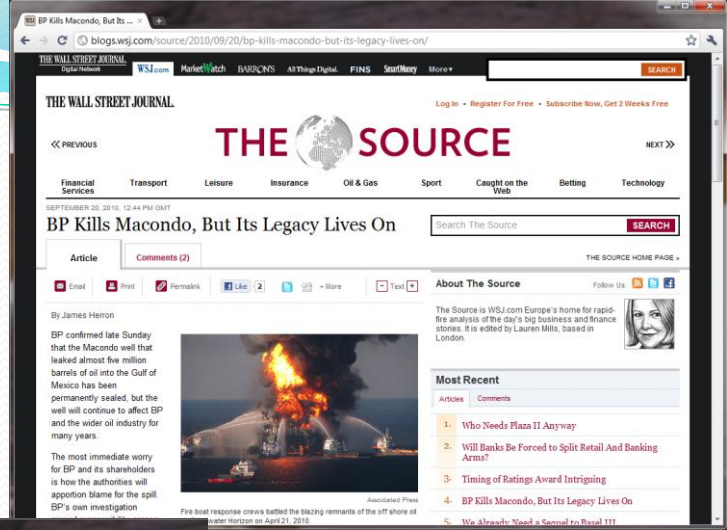 BP Kills Macondo, But Its ...
blogs.wsj.com/source/2010/09/20/bp-kills-macondo-but-its-legacy-lives-on/
THE WALL STREET JOURNAL.
Digital Network
WSJ.com MarketWatch BARRON'S All Things Digital. FINS SmartMoney More
SEARCH
THE WALL STREET JOURNAL.
Log In • Register For Free • Subscribe Now, Get 2 Weeks Free
PREVIOUS
THE SOURCE
NEXT
Financial Services Transport Leisure Insurance Oil & Gas Sport Caught on the Web Betting Technology
SEPTEMBER 20, 2010, 12:44 PM GMT
BP Kills Macondo, But Its Legacy Lives On
Search The Source SEARCH
Article Comments (2)
THE SOURCE HOME PAGE »
Email Print Permalink Like 2 + More - Text +
By James Herron
BP confirmed late Sunday
that the Macondo well that
leaked almost five million
barrels of oil into the Gulf of
Mexico has been
permanently sealed, but the
well will continue to affect BP
and the wider oil industry for
many years.
The most immediate worry
for BP and its shareholders
is how the authorities will
apportion blame for the spill.
BP's own investigation
Associated Press
Fire boat response crews battled the blazing remnants of the off shore oil
water Horizon on April 21, 2010.
About The Source
Follow Us:
The Source is WSJ.com Europe's home for rapid-
fire analysis of the day's big business and finance
stories. It is edited by Lauren Mills, based in
London.
Most Recent
Articles Comments
1. Who Needs Plaza II Anyway
2. Will Banks Be Forced to Split Retail And Banking
Arms?
3. Timing of Ratings Award Intriguing
4. BP Kills Macondo, But Its Legacy Lives On
5. We Already Need a Sequel to Basel III